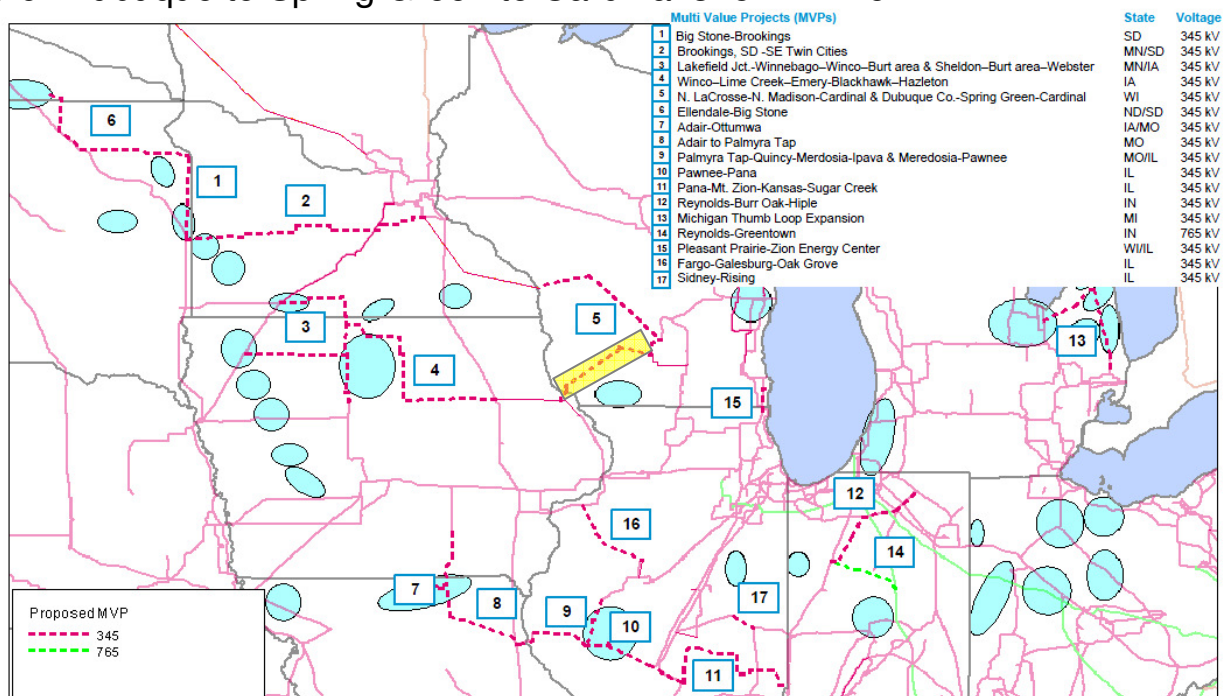 Multi Value Projects (MVPs) State Voltage
1 Big Stone-Brookings SD 345 kV
2 Brookings, SD -SE Twin Cities MN/SD 345 kV
3 Lakefield Jct.-Winnebago–Winco–Burt area & Sheldon–Burt area–Webster MN/IA 345 kV
4 Winco–Lime Creek–Emery-Blackhawk–Hazleton IA 345 kV
5 N. LaCrosse-N. Madison-Cardinal & Dubuque Co.-Spring Green-Cardinal WI 345 kV
6 Ellendale-Big Stone ND/SD 345 kV
7 Adair-Ottumwa IA/MO 345 kV
8 Adair to Palmyra Tap MO 345 kV
9 Palmyra Tap-Quincy-Merdosia-Ipava & Meredosia-Pawnee MO/IL 345 kV
10 Pawnee-Pana IL 345 kV
11 Pana-Mt. Zion-Kansas-Sugar Creek IL 345 kV
12 Reynolds-Burr Oak-Hiple IN 345 kV
13 Michigan Thumb Loop Expansion MI 345 kV
14 Reynolds-Greentown IN 765 kV
15 Pleasant Prairie-Zion Energy Center WI/IL 345 kV
16 Fargo-Galesburg-Oak Grove IL 345 kV
17 Sidney-Rising IL 345 kV
6
1
2
5
3
13
4
15
12
16
14
7
17
8
9
10
11
Proposed MVP
345
765